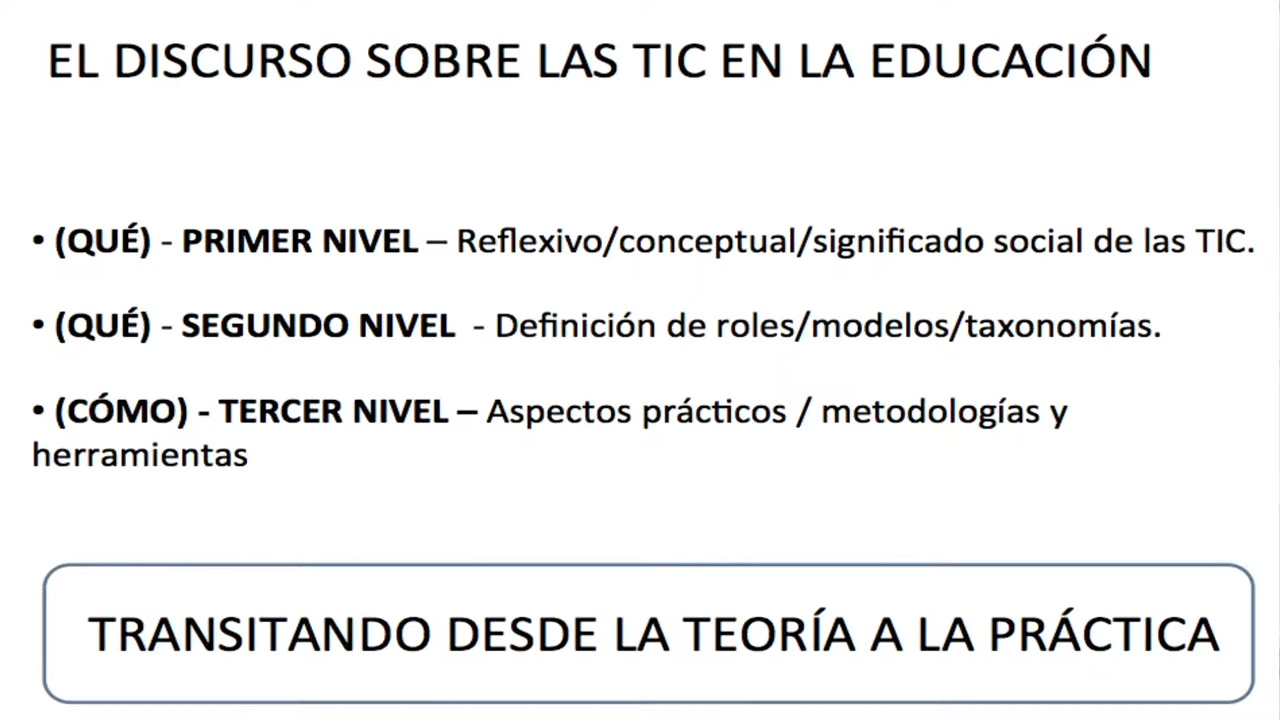 EL DISCURSO SOBRE LAS TIC EN LA EDUCACIÓN
• (QUÉ) - PRIMER NIVEL – Reflexivo/conceptual/significado social de las TIC.
• (QUÉ) - SEGUNDO NIVEL - Definición de roles/modelos/taxonomías.
• (CÓMO) - TERCER NIVEL – Aspectos prácticos / metodologías y
herramientas
TRANSITANDO DESDE LA TEORÍA A LA PRÁCTICA